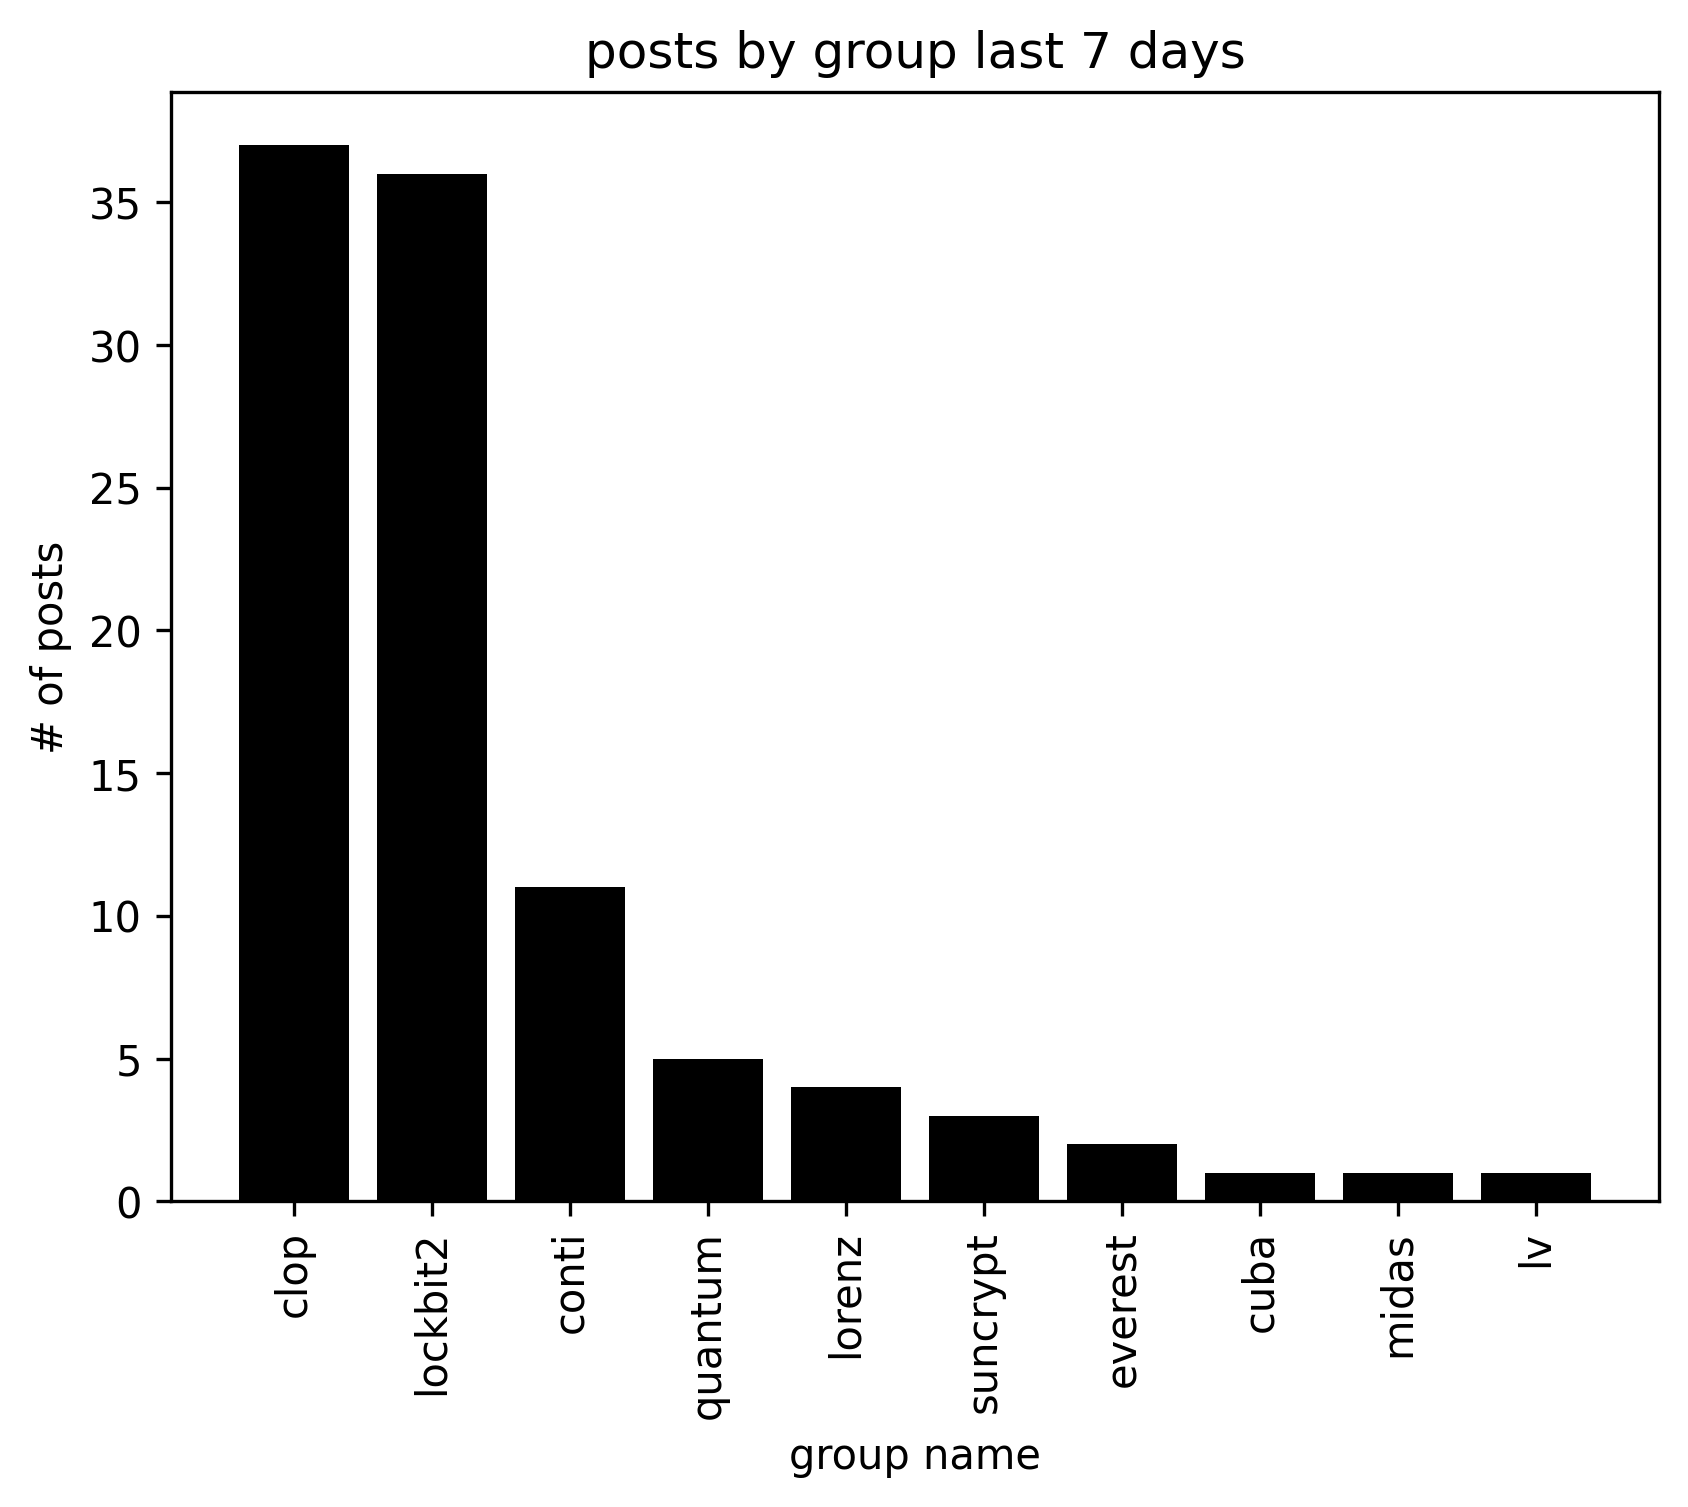 posts by group last 7 days
# of posts
35
30
25
20
15
10
5
0
clop
lockbit2
conti
quantum
lorenz
suncrypt
everest
cuba
midas
lv
group name